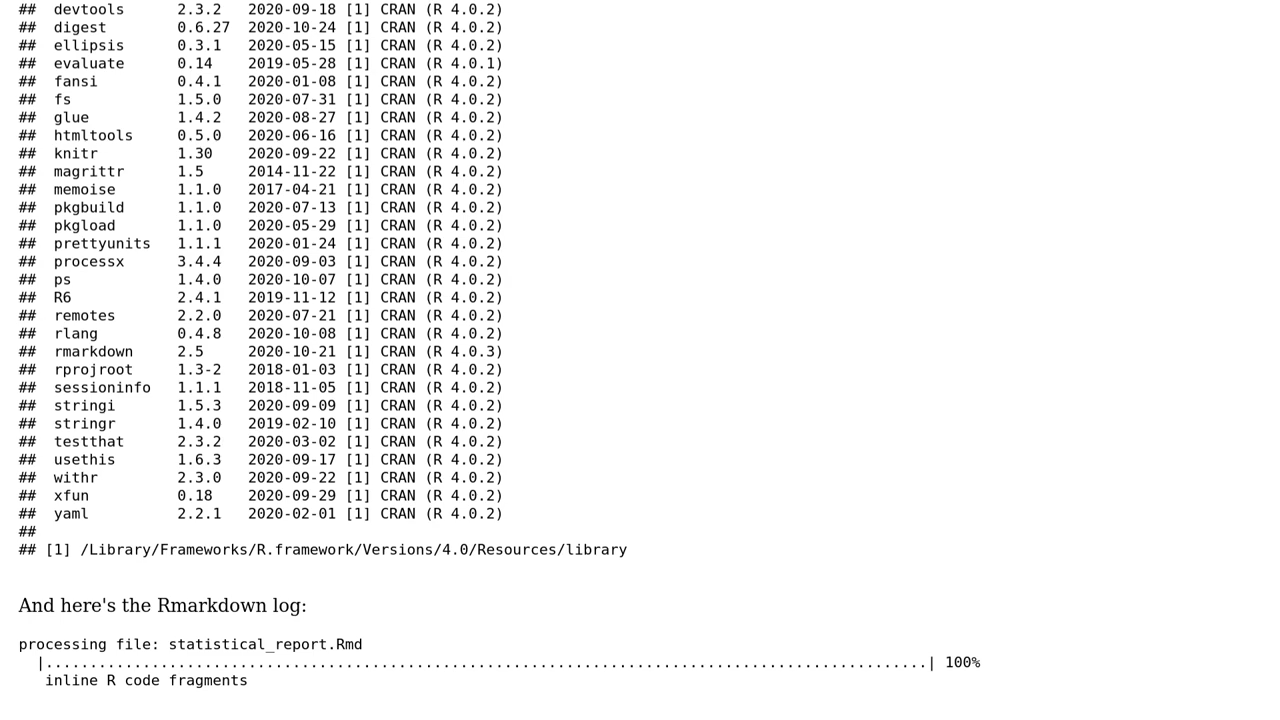 ##  devtools      2.3.2   2020-09-18 [1] CRAN (R 4.0.2)
##  digest        0.6.27  2020-10-24 [1] CRAN (R 4.0.2)
##  ellipsis      0.3.1   2020-05-15 [1] CRAN (R 4.0.2)
##  evaluate      0.14    2019-05-28 [1] CRAN (R 4.0.1)
##  fansi         0.4.1   2020-01-08 [1] CRAN (R 4.0.2)
##  fs            1.5.0   2020-07-31 [1] CRAN (R 4.0.2)
##  glue          1.4.2   2020-08-27 [1] CRAN (R 4.0.2)
##  htmltools     0.5.0   2020-06-16 [1] CRAN (R 4.0.2)
##  knitr         1.30    2020-09-22 [1] CRAN (R 4.0.2)
##  magrittr      1.5     2014-11-22 [1] CRAN (R 4.0.2)
##  memoise       1.1.0   2017-04-21 [1] CRAN (R 4.0.2)
##  pkgbuild      1.1.0   2020-07-13 [1] CRAN (R 4.0.2)
##  pkgload       1.1.0   2020-05-29 [1] CRAN (R 4.0.2)
##  prettyunits   1.1.1   2020-01-24 [1] CRAN (R 4.0.2)
##  processx      3.4.4   2020-09-03 [1] CRAN (R 4.0.2)
##  ps            1.4.0   2020-10-07 [1] CRAN (R 4.0.2)
##  R6            2.4.1   2019-11-12 [1] CRAN (R 4.0.2)
##  remotes       2.2.0   2020-07-21 [1] CRAN (R 4.0.2)
##  rlang         0.4.8   2020-10-08 [1] CRAN (R 4.0.2)
##  rmarkdown     2.5     2020-10-21 [1] CRAN (R 4.0.3)
##  rprojroot     1.3-2   2018-01-03 [1] CRAN (R 4.0.2)
##  sessioninfo   1.1.1   2018-11-05 [1] CRAN (R 4.0.2)
##  stringi       1.5.3   2020-09-09 [1] CRAN (R 4.0.2)
##  stringr       1.4.0   2019-02-10 [1] CRAN (R 4.0.2)
##  testthat      2.3.2   2020-03-02 [1] CRAN (R 4.0.2)
##  usethis       1.6.3   2020-09-17 [1] CRAN (R 4.0.2)
##  withr         2.3.0   2020-09-22 [1] CRAN (R 4.0.2)
##  xfun          0.18    2020-09-29 [1] CRAN (R 4.0.2)
##  yaml          2.2.1   2020-02-01 [1] CRAN (R 4.0.2)
##
## [1] /Library/Frameworks/R.framework/Versions/4.0/Resources/library
And here's the Rmarkdown log:
processing file: statistical_report.Rmd
  |....................................................................................................| 100%
   inline R code fragments